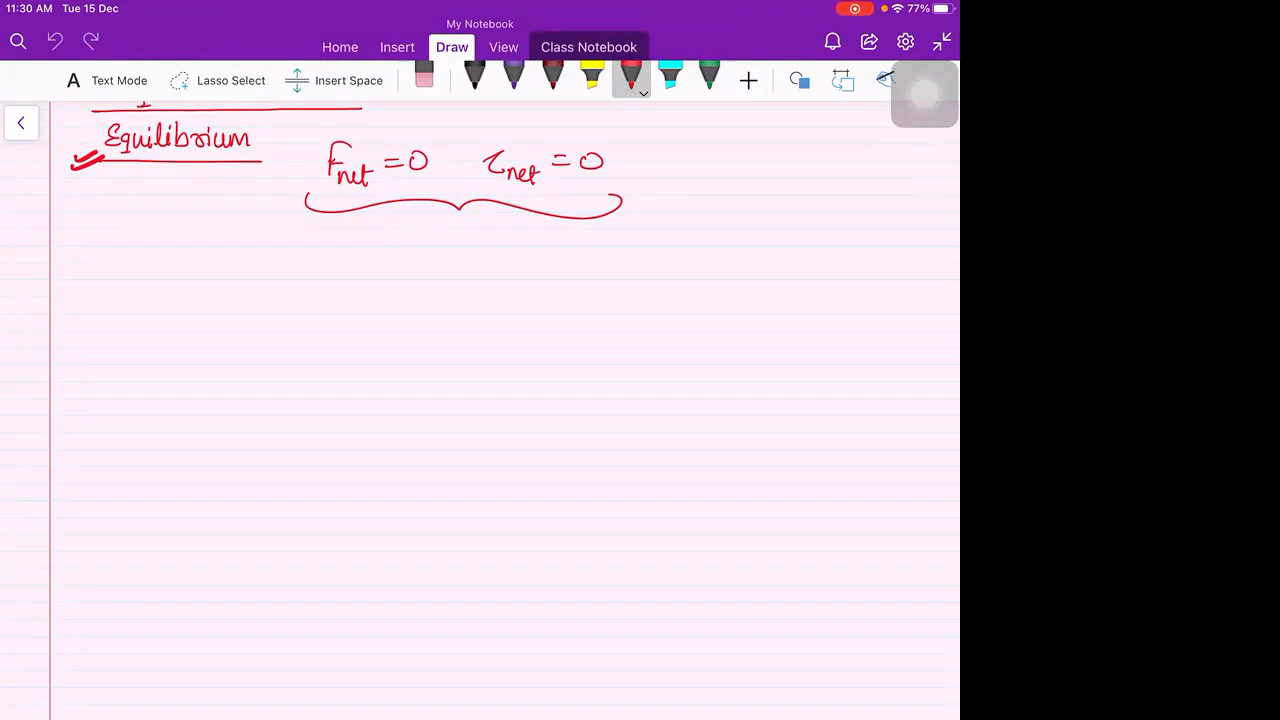 11:30 AM Tue 15 Dec 77%
My Notebook
Home Insert Draw View Class Notebook
A Text Mode Lasso Select Insert Space
Equilibrium
Fnet = 0 τnet = 0